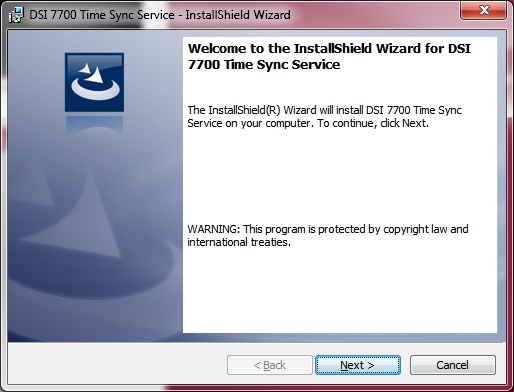 DSI 7700 Time Sync Service - InstallShield Wizard
Welcome to the InstallShield Wizard for DSI
7700 Time Sync Service
The InstallShield(R) Wizard will install DSI 7700 Time Sync
Service on your computer. To continue, click Next.
WARNING: This program is protected by copyright law and
international treaties.
< Back
Next >
Cancel